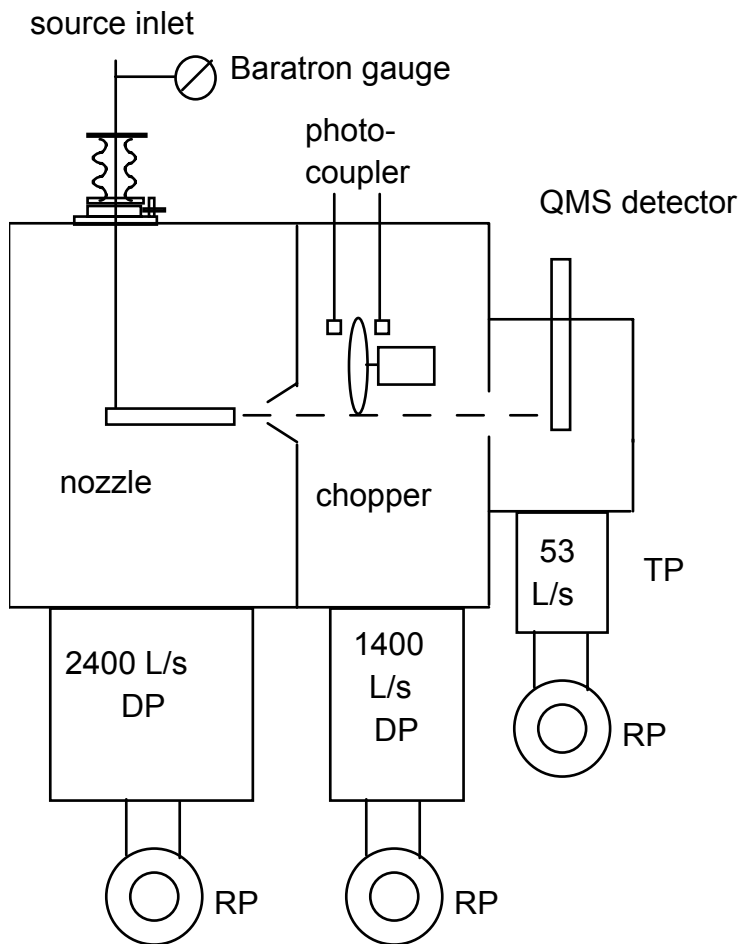 source inlet
Baratron gauge
photo-
coupler
QMS detector
nozzle
chopper
53
L/s
TP
2400 L/s
DP
1400
L/s
DP
RP
RP
RP